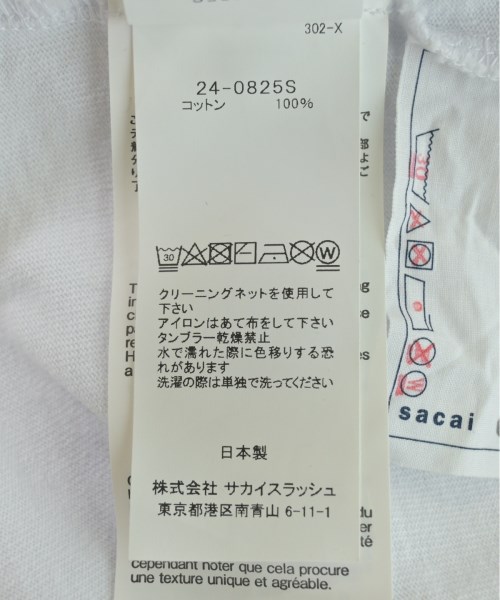 302-X
24-0825S
コットン 100%
30
W
クリーニングネットを使用して
下さい
アイロンはあて布をして下さい
タンブラー乾燥禁止
水で濡れた際に色移りする恐
れがあります
洗濯の際は単独で洗ってください
日本製
株式会社 サカイスラッシュ
東京都港区南青山 6-11-1
cependant noter que cela procure
une texture unique et agréable.
30
W
sacai